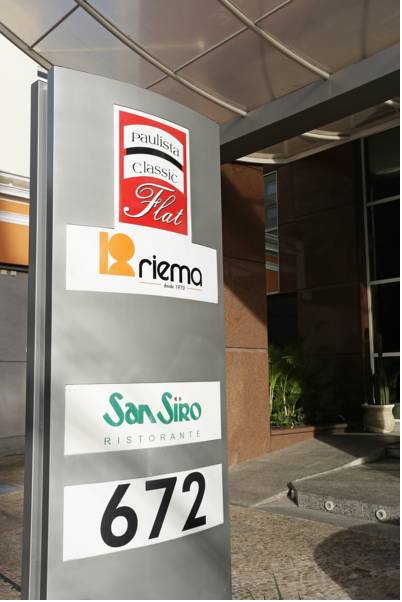 Paulista
Classic
Flat
riema
desde 1970
San Siro
RISTORANTE
672